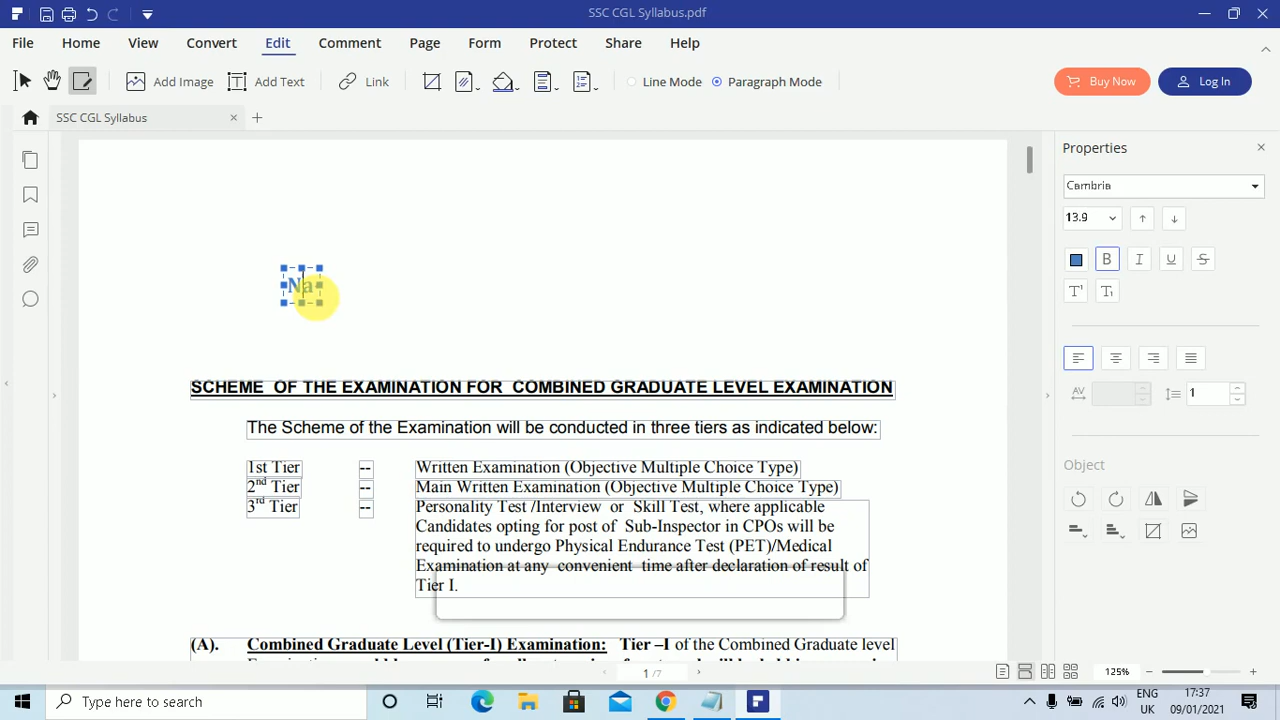 SSC CGL Syllabus.pdf
File Home View Convert Edit Comment Page Form Protect Share Help
Add Image Add Text Link Line Mode Paragraph Mode Buy Now Log In
SSC CGL Syllabus
Properties
Cambria
13.9
B I U S
T T
AV 1
Object
Na
SCHEME OF THE EXAMINATION FOR COMBINED GRADUATE LEVEL EXAMINATION
The Scheme of the Examination will be conducted in three tiers as indicated below:
1st Tier -- Written Examination (Objective Multiple Choice Type)
2nd Tier -- Main Written Examination (Objective Multiple Choice Type)
3rd Tier -- Personality Test /Interview or Skill Test, where applicable
Candidates opting for post of Sub-Inspector in CPOs will be
required to undergo Physical Endurance Test (PET)/Medical
Examination at any convenient time after declaration of result of
Tier I.
(A). Combined Graduate Level (Tier-I) Examination: Tier –I of the Combined Graduate level
1 /7
125%
Type here to search
ENG
UK
17:37
09/01/2021